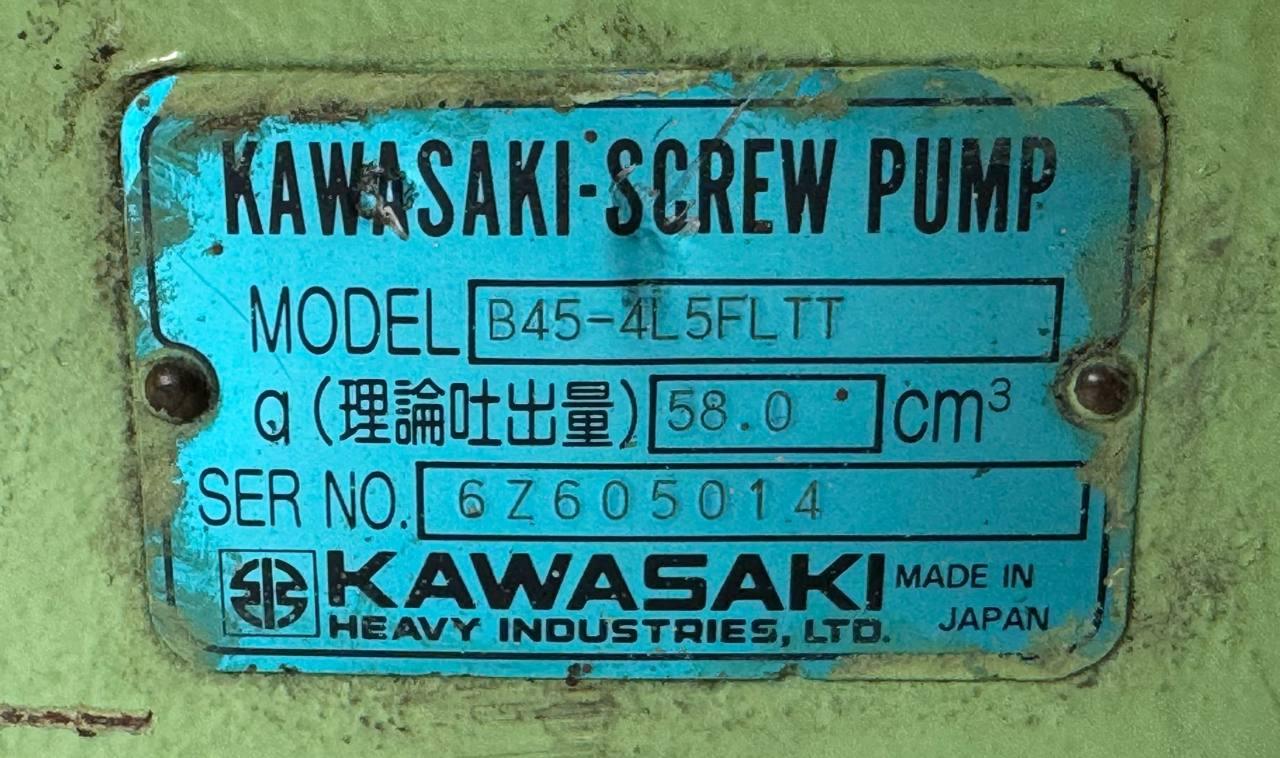 KAWASAKI-SCREW PUMP
MODEL B45-4L5FLTT
q (理論吐出量) 58.0 cm³
SER NO. 6Z605014
KAWASAKI MADE IN
HEAVY INDUSTRIES, LTD. JAPAN